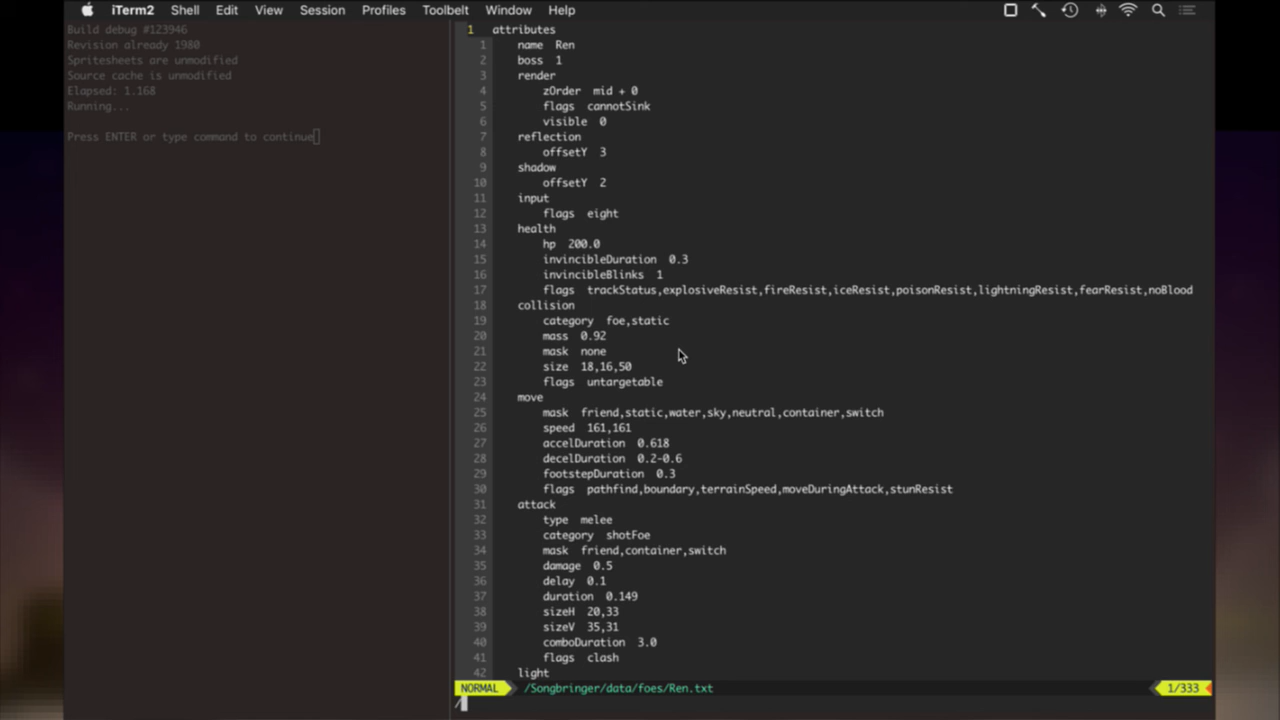 iTerm2 Shell Edit View Session Profiles Toolbelt Window Help
Build debug #123946
Revision already 1980
Spritesheets are unmodified
Source cache is unmodified
Elapsed: 1.168
Running...
Press ENTER or type command to continue
1 attributes
1 name Ren
2 boss 1
3 render
4 zOrder mid + 0
5 flags cannotSink
6 visible 0
7 reflection
8 offsetY 3
9 shadow
10 offsetY 2
11 input
12 flags eight
13 health
14 hp 200.0
15 invincibleDuration 0.3
16 invincibleBlinks 1
17 flags trackStatus,explosiveResist,fireResist,iceResist,poisonResist,lightningResist,fearResist,noBlood
18 collision
19 category foe,static
20 mass 0.92
21 mask none
22 size 18,16,50
23 flags untargetable
24 move
25 mask friend,static,water,sky,neutral,container,switch
26 speed 161,161
27 accelDuration 0.618
28 decelDuration 0.2-0.6
29 footstepDuration 0.3
30 flags pathfind,boundary,terrainSpeed,moveDuringAttack,stunResist
31 attack
32 type melee
33 category shotFoe
34 mask friend,container,switch
35 damage 0.5
36 delay 0.1
37 duration 0.149
38 sizeH 20,33
39 sizeV 35,31
40 comboDuration 3.0
41 flags clash
42 light
NORMAL /Songbringer/data/foes/Ren.txt 1/333
/